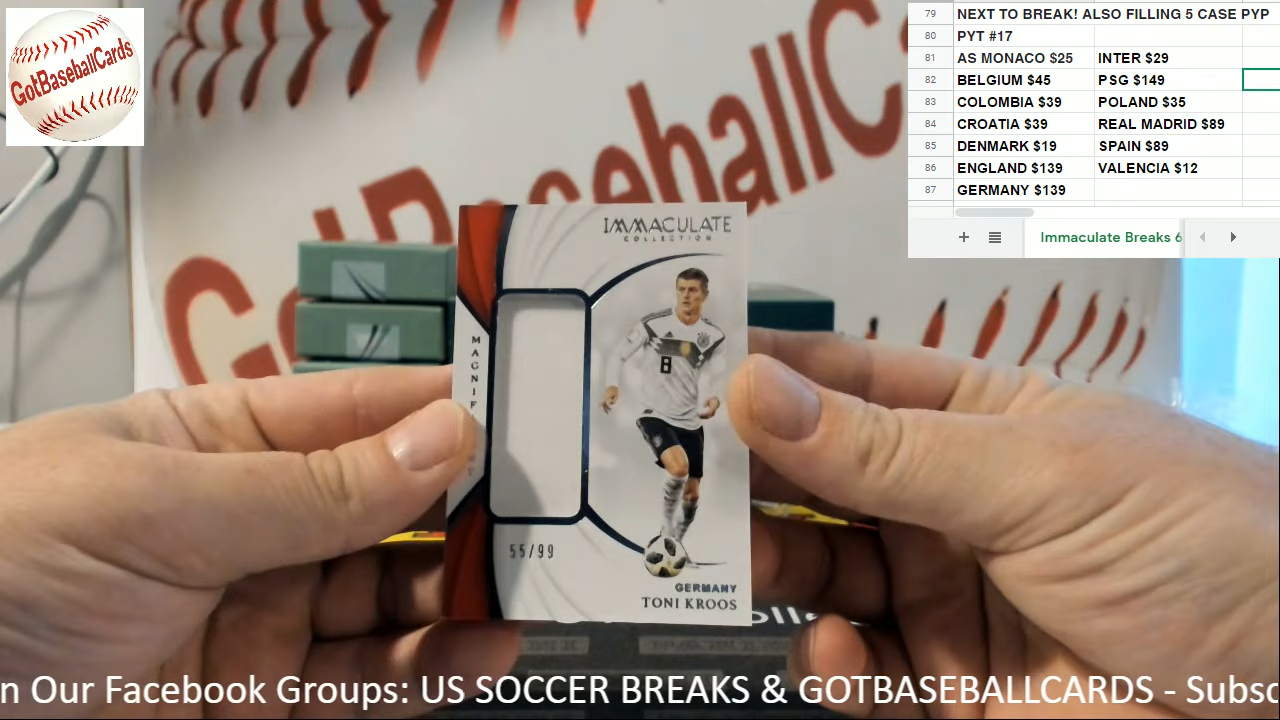 GotBaseballCards
79 NEXT TO BREAK! ALSO FILLING 5 CASE PYP
80 PYT #17
81 AS MONACO $25 INTER $29
82 BELGIUM $45 PSG $149
83 COLOMBIA $39 POLAND $35
84 CROATIA $39 REAL MADRID $89
85 DENMARK $19 SPAIN $89
86 ENGLAND $139 VALENCIA $12
87 GERMANY $139
Immaculate Breaks 6
IMMACULATE
COLLECTION
MAGNIF
8
55/99
GERMANY
TONI KROOS
n Our Facebook Groups: US SOCCER BREAKS & GOTBASEBALLCARDS - Subsc